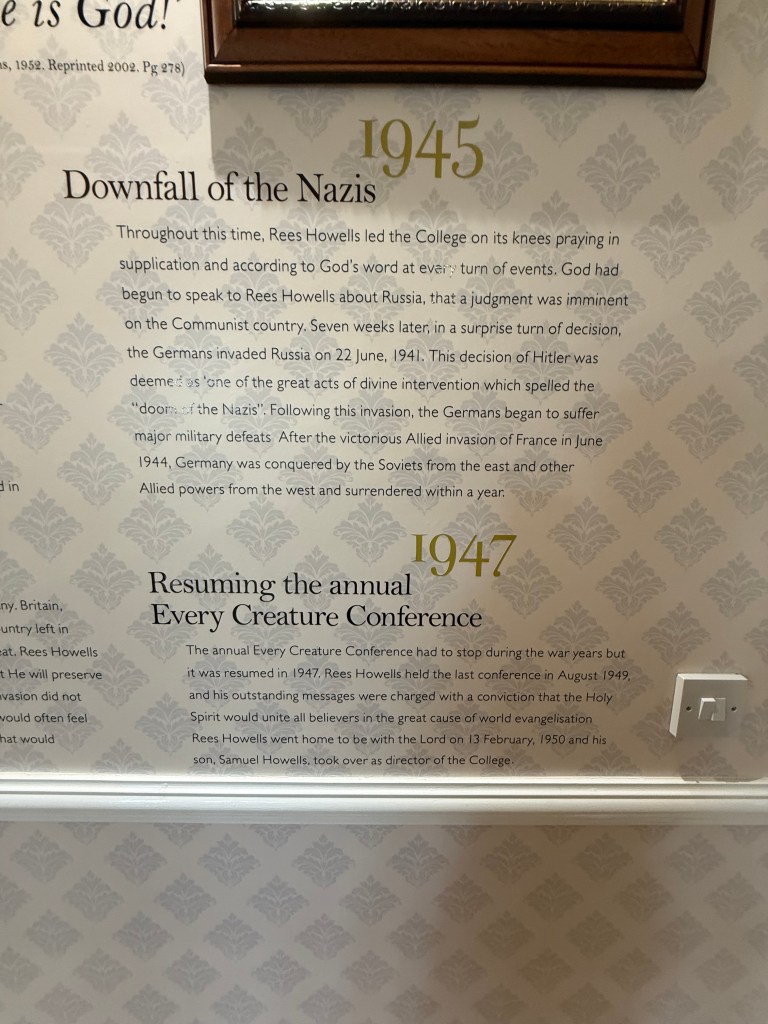 e is God!'
s, 1952. Reprinted 2002. Pg 278)
1945
Downfall of the Nazis
Throughout this time, Rees Howells led the College on its knees praying in
supplication and according to God's word at every turn of events. God had
begun to speak to Rees Howells about Russia, that a judgment was imminent
on the Communist country. Seven weeks later, in a surprise turn of decision,
the Germans invaded Russia on 22 June, 1941. This decision of Hitler was
deemed as 'one of the great acts of divine intervention which spelled the
"doom of the Nazis". Following this invasion, the Germans began to suffer
major military defeats After the victorious Allied invasion of France in June
1944, Germany was conquered by the Soviets from the east and other
Allied powers from the west and surrendered within a year.
d in
1947
Resuming the annual
Every Creature Conference
The annual Every Creature Conference had to stop during the war years but
it was resumed in 1947. Rees Howells held the last conference in August 1949,
and his outstanding messages were charged with a conviction that the Holy
Spirit would unite all believers in the great cause of world evangelisation
Rees Howells went home to be with the Lord on 13 February, 1950 and his
son, Samuel Howells, took over as director of the College.
ny. Britain,
untry left in
eat. Rees Howells
t He will preserve
nvasion did not
would often feel
hat would